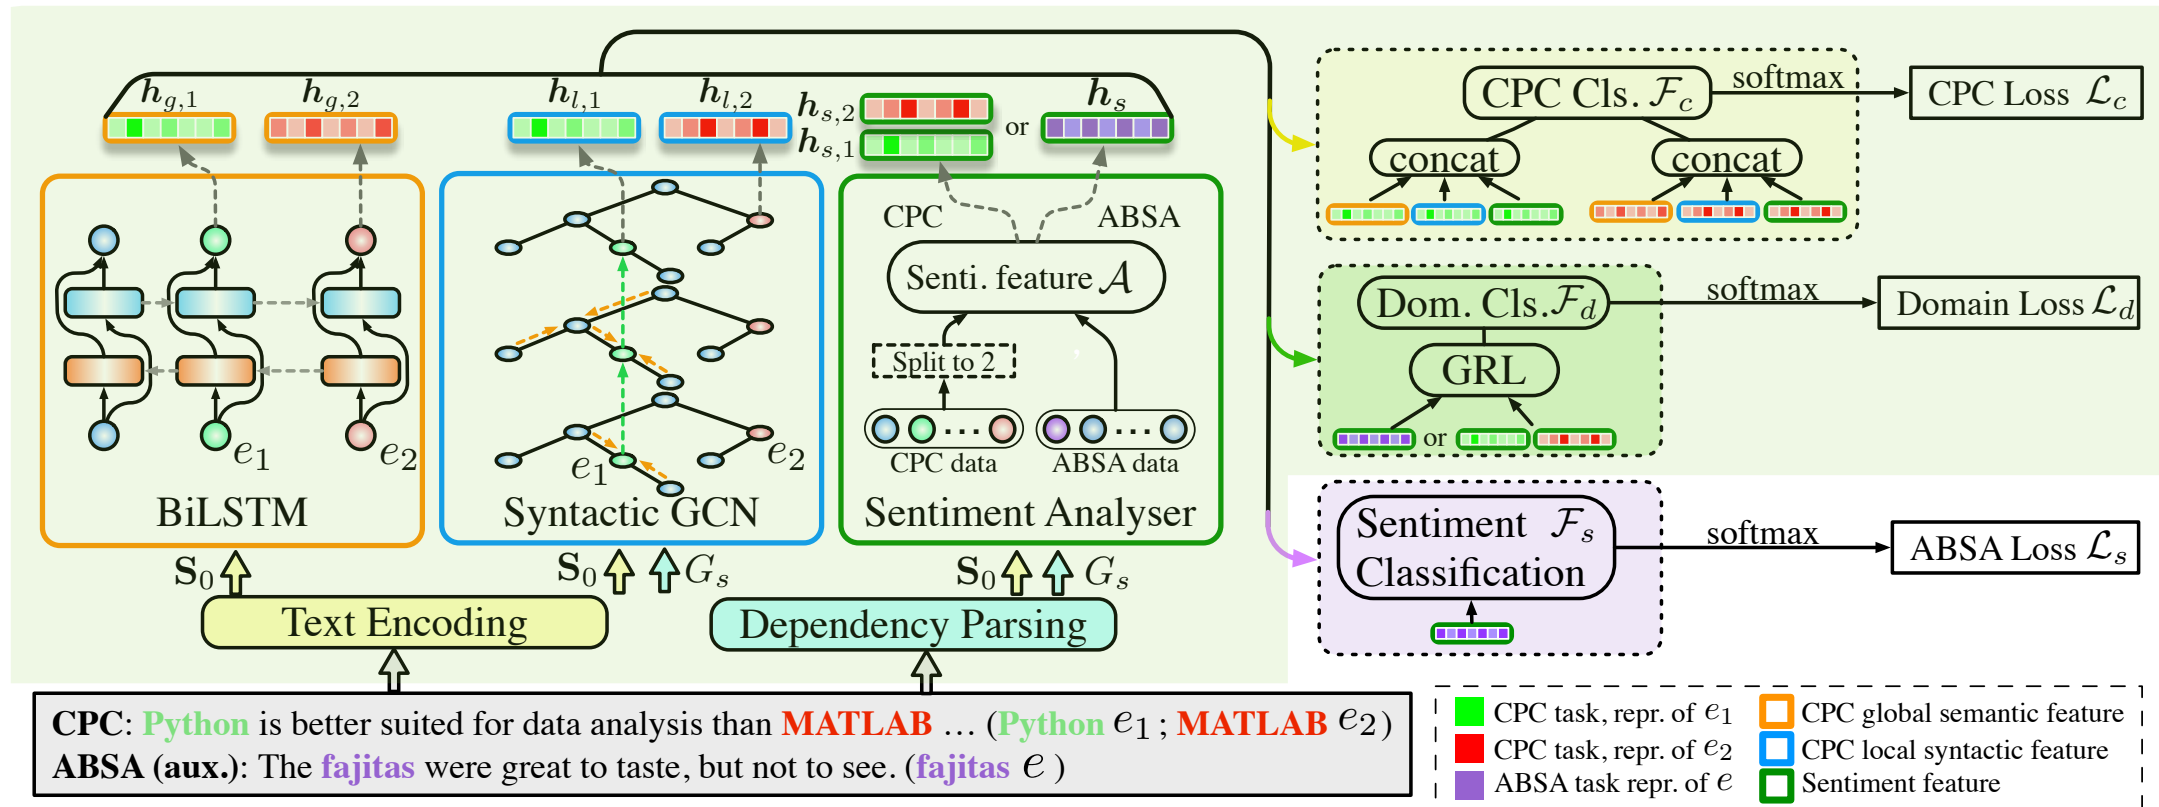 h_{g,1}
h_{g,2}
h_{l,1}
h_{l,2}
h_{s,2}
h_{s,1}
or
h_s
CPC
ABSA
Senti. feature 𝒜
Split to 2
CPC data
ABSA data
e_1
e_2
e_1
e_2
BiLSTM
Syntactic GCN
Sentiment Analyser
S_0
S_0
G_s
S_0
G_s
Text Encoding
Dependency Parsing
CPC Cls. ℱ_c
softmax
CPC Loss ℒ_c
concat
concat
Dom. Cls. ℱ_d
softmax
Domain Loss ℒ_d
GRL
or
Sentiment ℱ_s
Classification
softmax
ABSA Loss ℒ_s
CPC: Python is better suited for data analysis than MATLAB … (Python e_1 ; MATLAB e_2)
ABSA (aux.): The fajitas were great to taste, but not to see. (fajitas e )
CPC task, repr. of e_1
CPC global semantic feature
CPC task, repr. of e_2
CPC local syntactic feature
ABSA task repr. of e
Sentiment feature